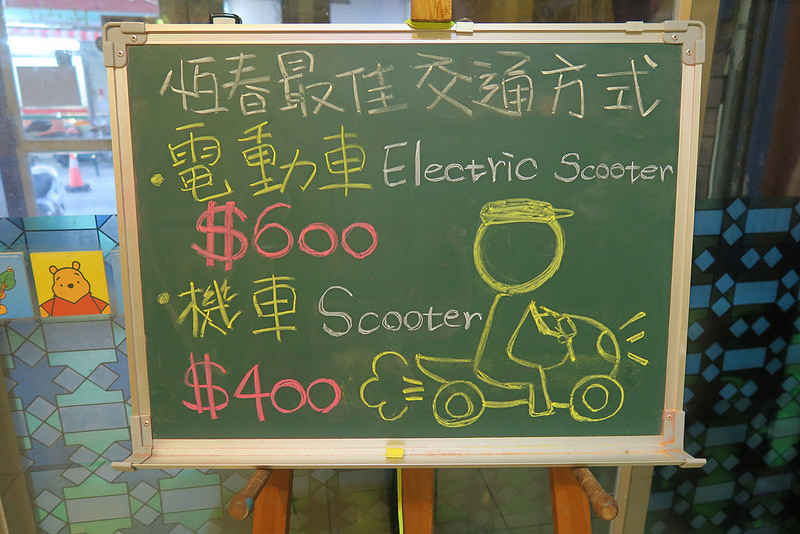 恆春最佳交通方式
•電動車 Electric Scooter
$600
•機車 Scooter
$400